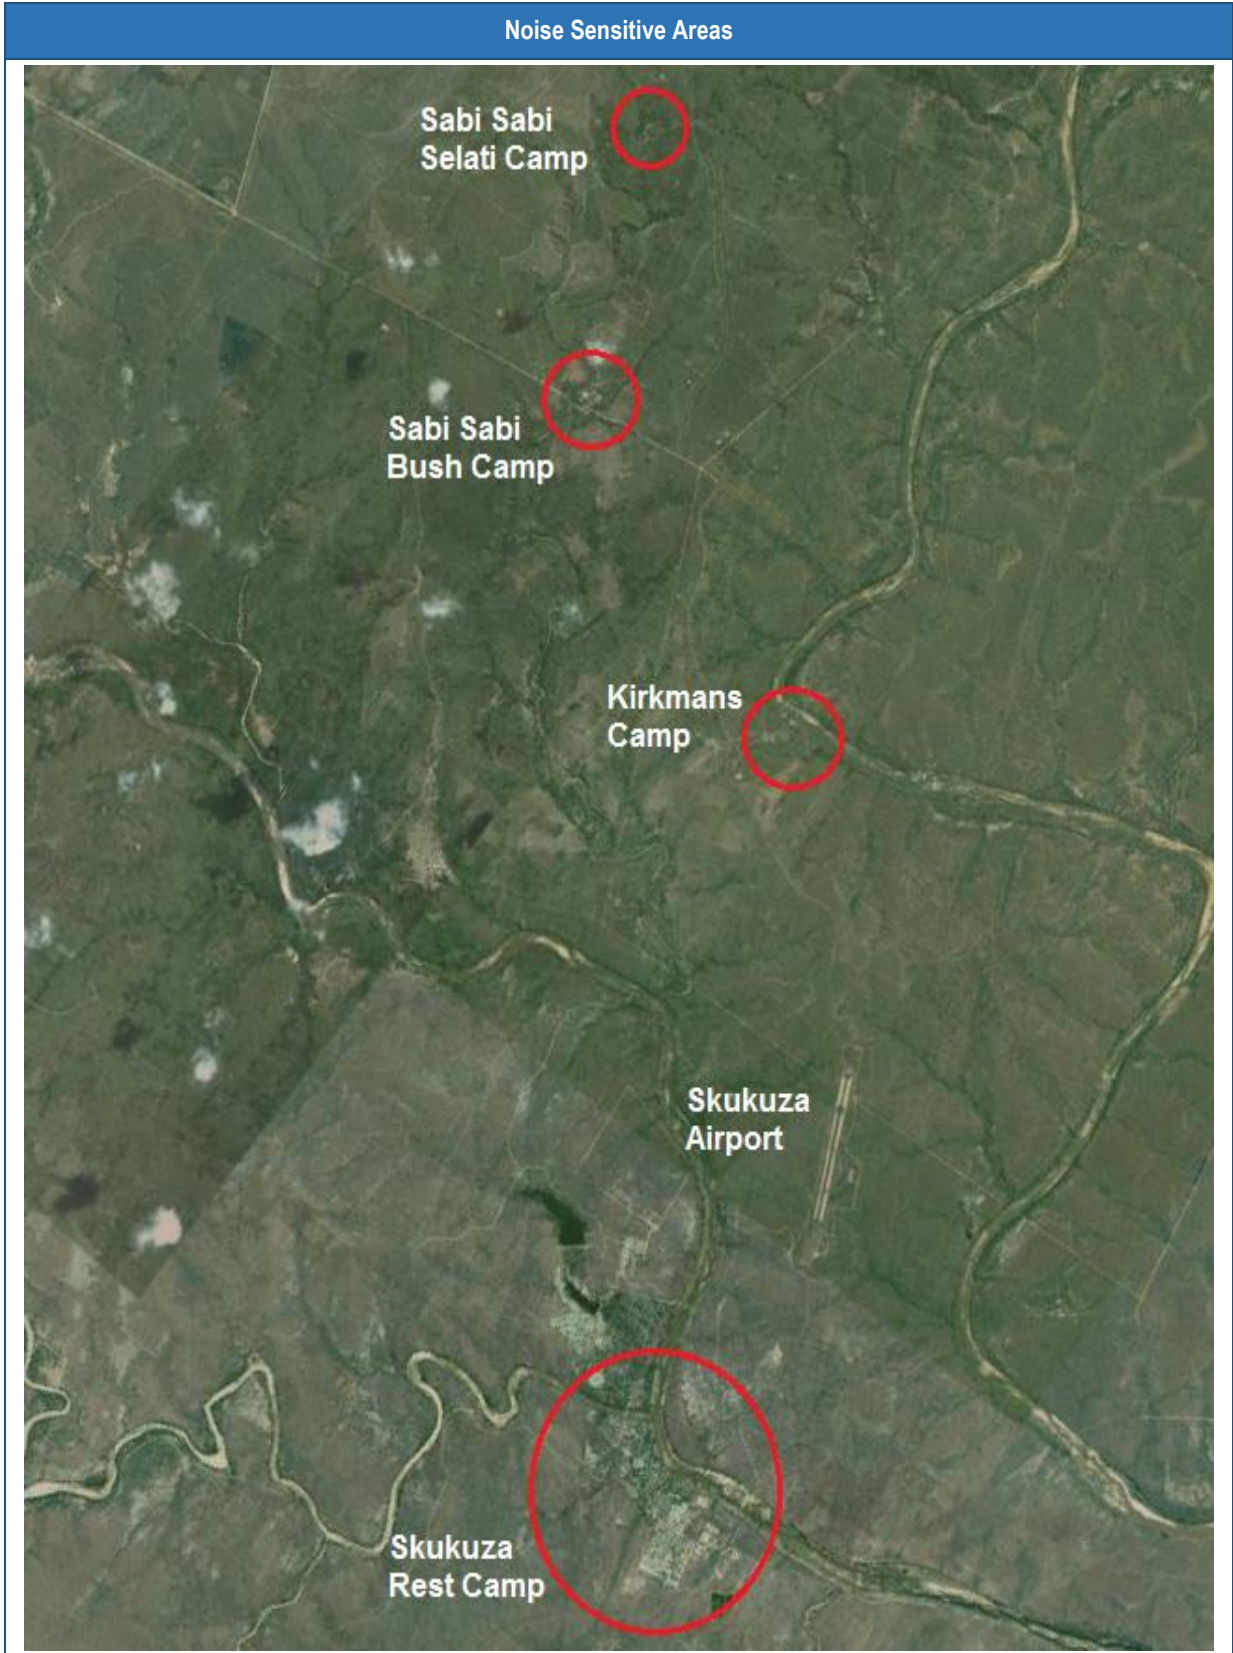 Noise Sensitive Areas
Sabi Sabi
Selati Camp
Sabi Sabi
Bush Camp
Kirkmans
Camp
Skukuza
Airport
Skukuza
Rest Camp